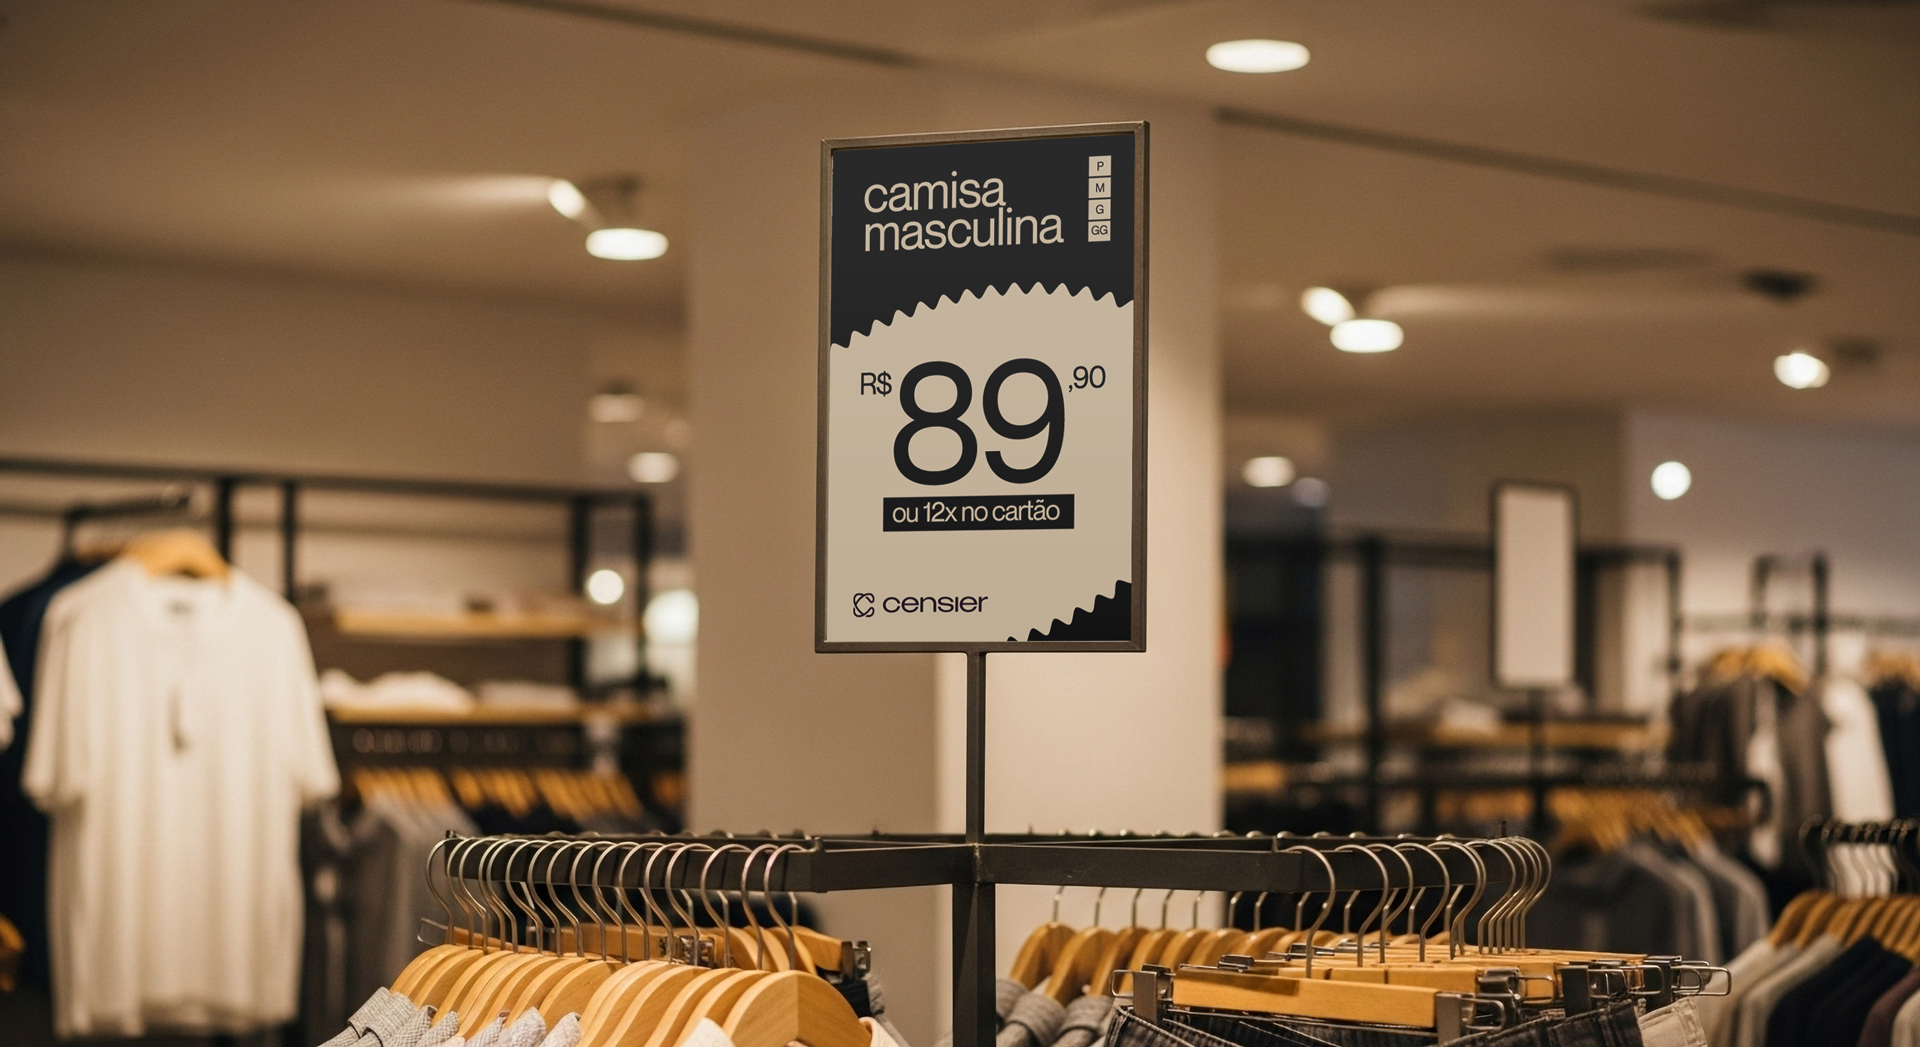 camisa
masculina
P
M
G
GG
R$ 89,90
ou 12x no cartão
censier